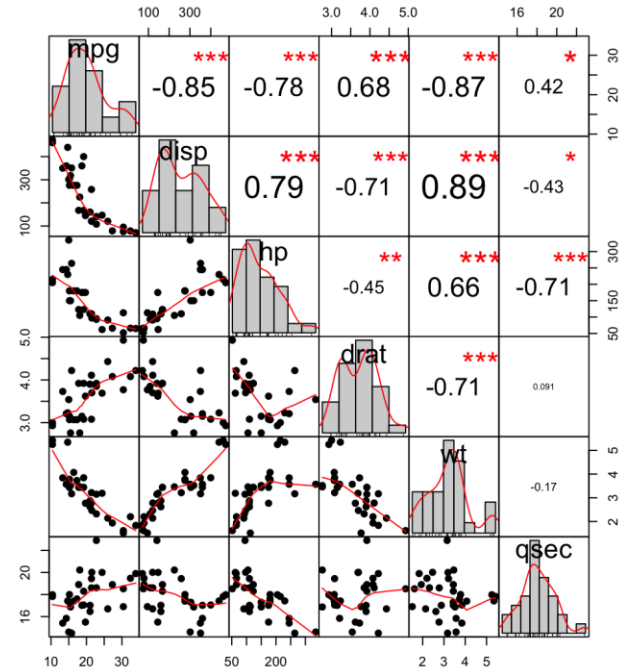 100 300 3.0 4.0 5.0 16 20
mpg *** *** *** *** *
-0.85 -0.78 0.68 -0.87 0.42
10 20 30
disp *** *** *** *
100 300 0.79 -0.71 0.89 -0.43
hp ** *** ***
-0.45 0.66 -0.71
50 150 300
drat ***
3.0 4.0 5.0 -0.71 0.091
wt
-0.17
2 3 4 5
qsec
16 20
10 20 30 50 200 2 3 4 5